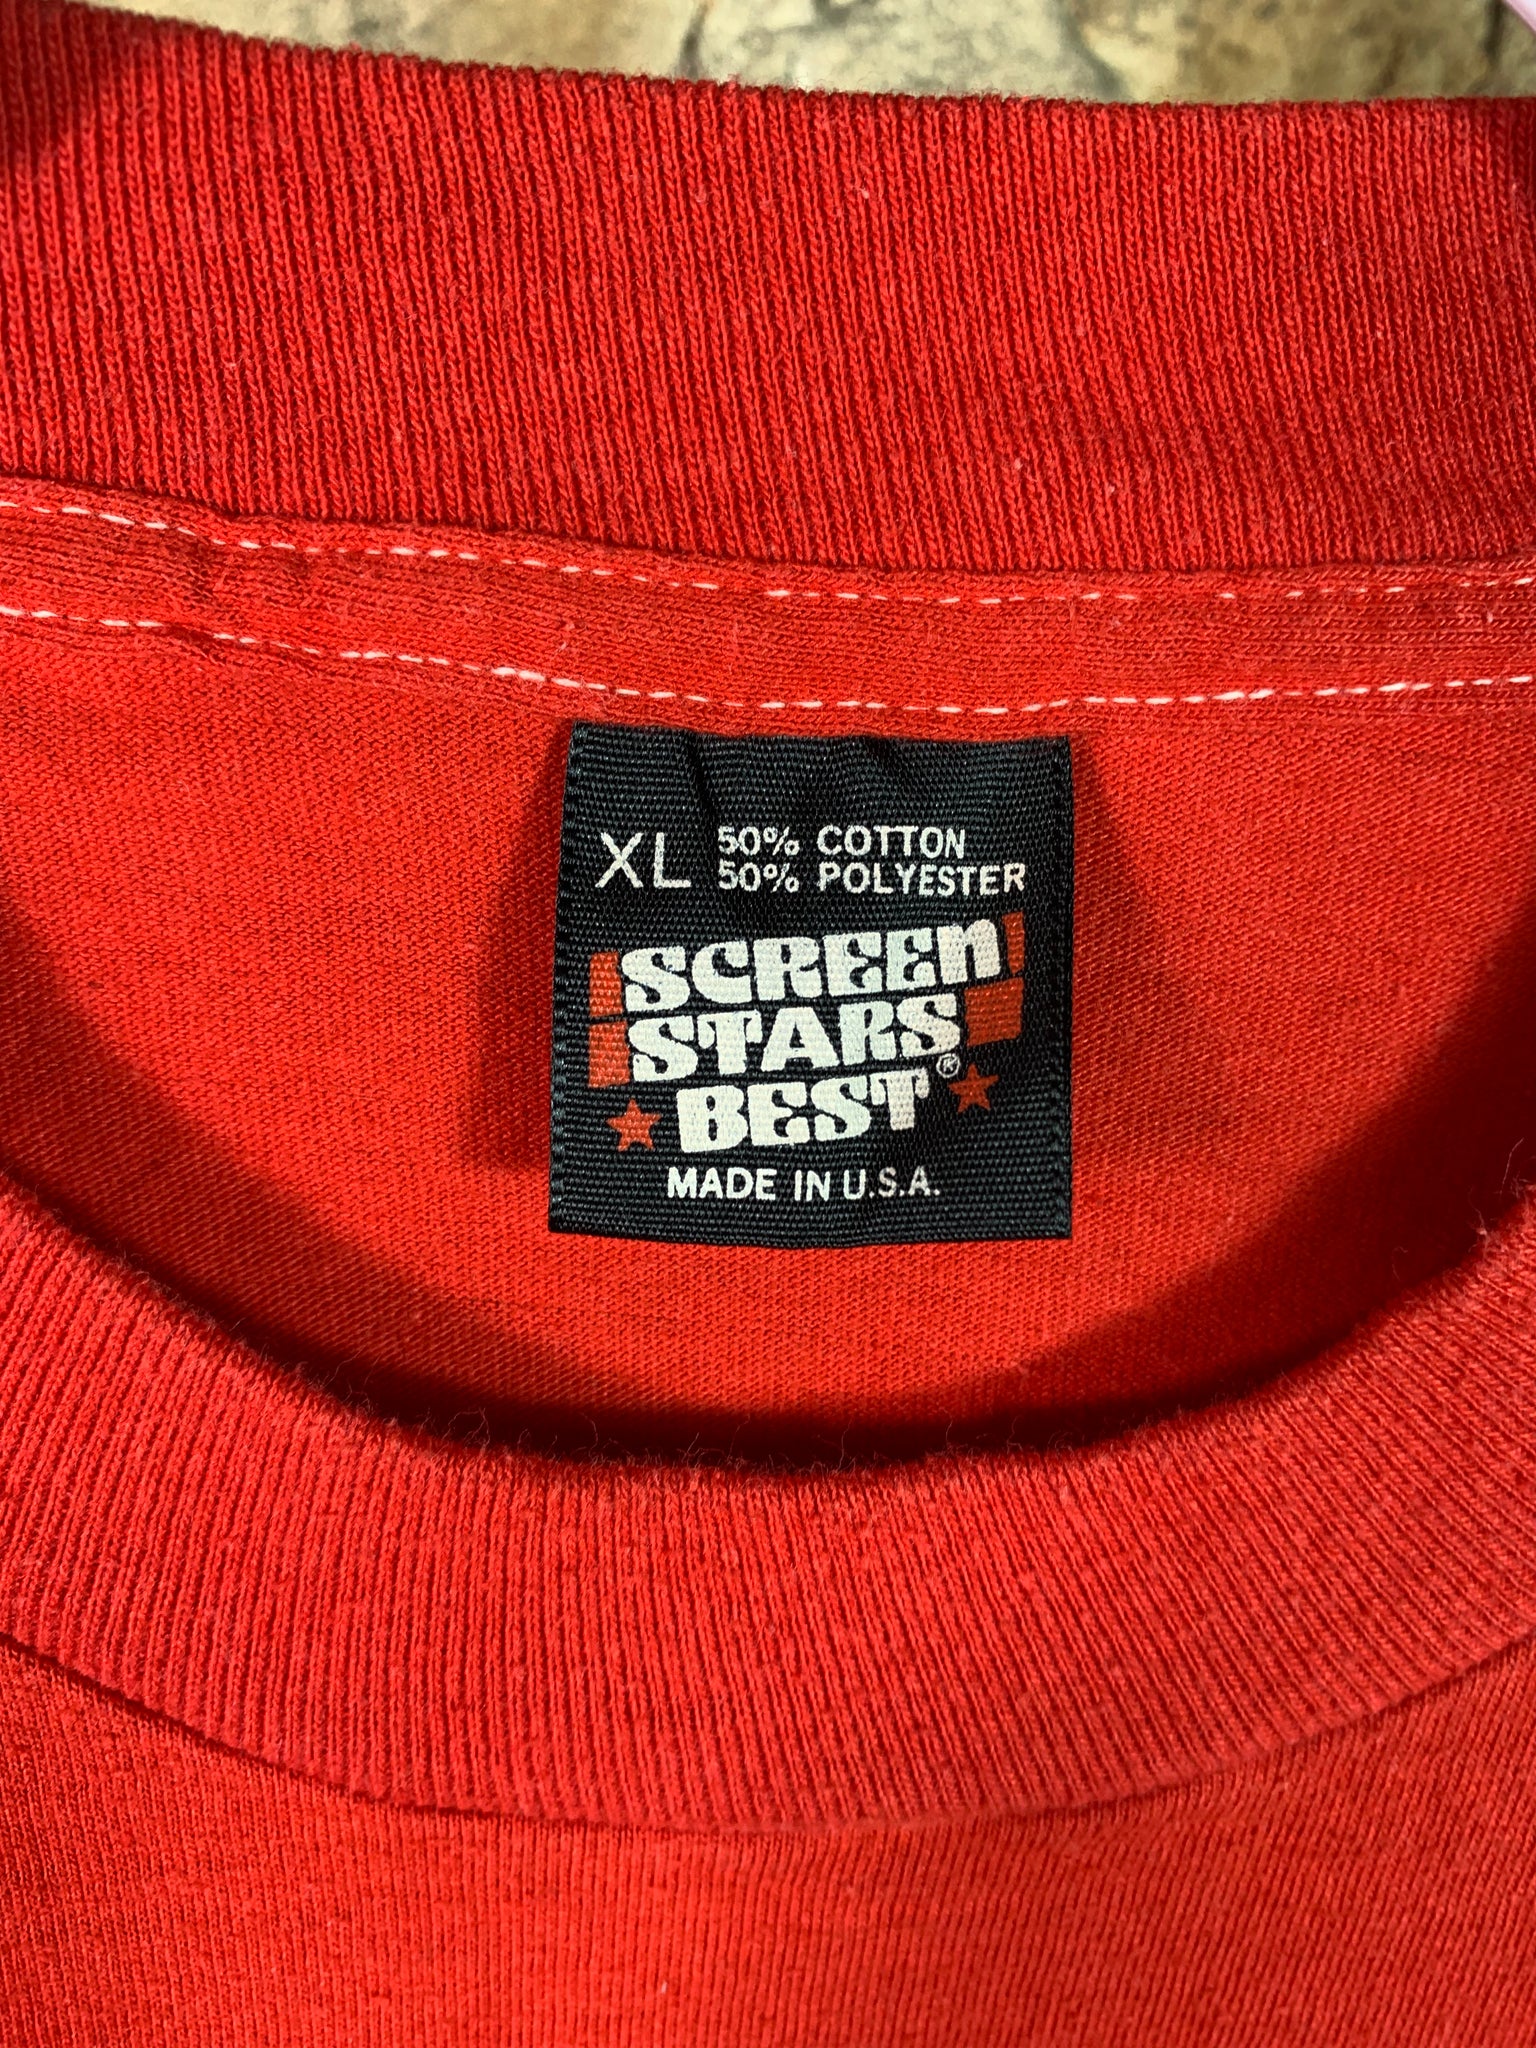 XL 50% COTTON
50% POLYESTER
SCREEN
STARS
BEST®
MADE IN U.S.A.